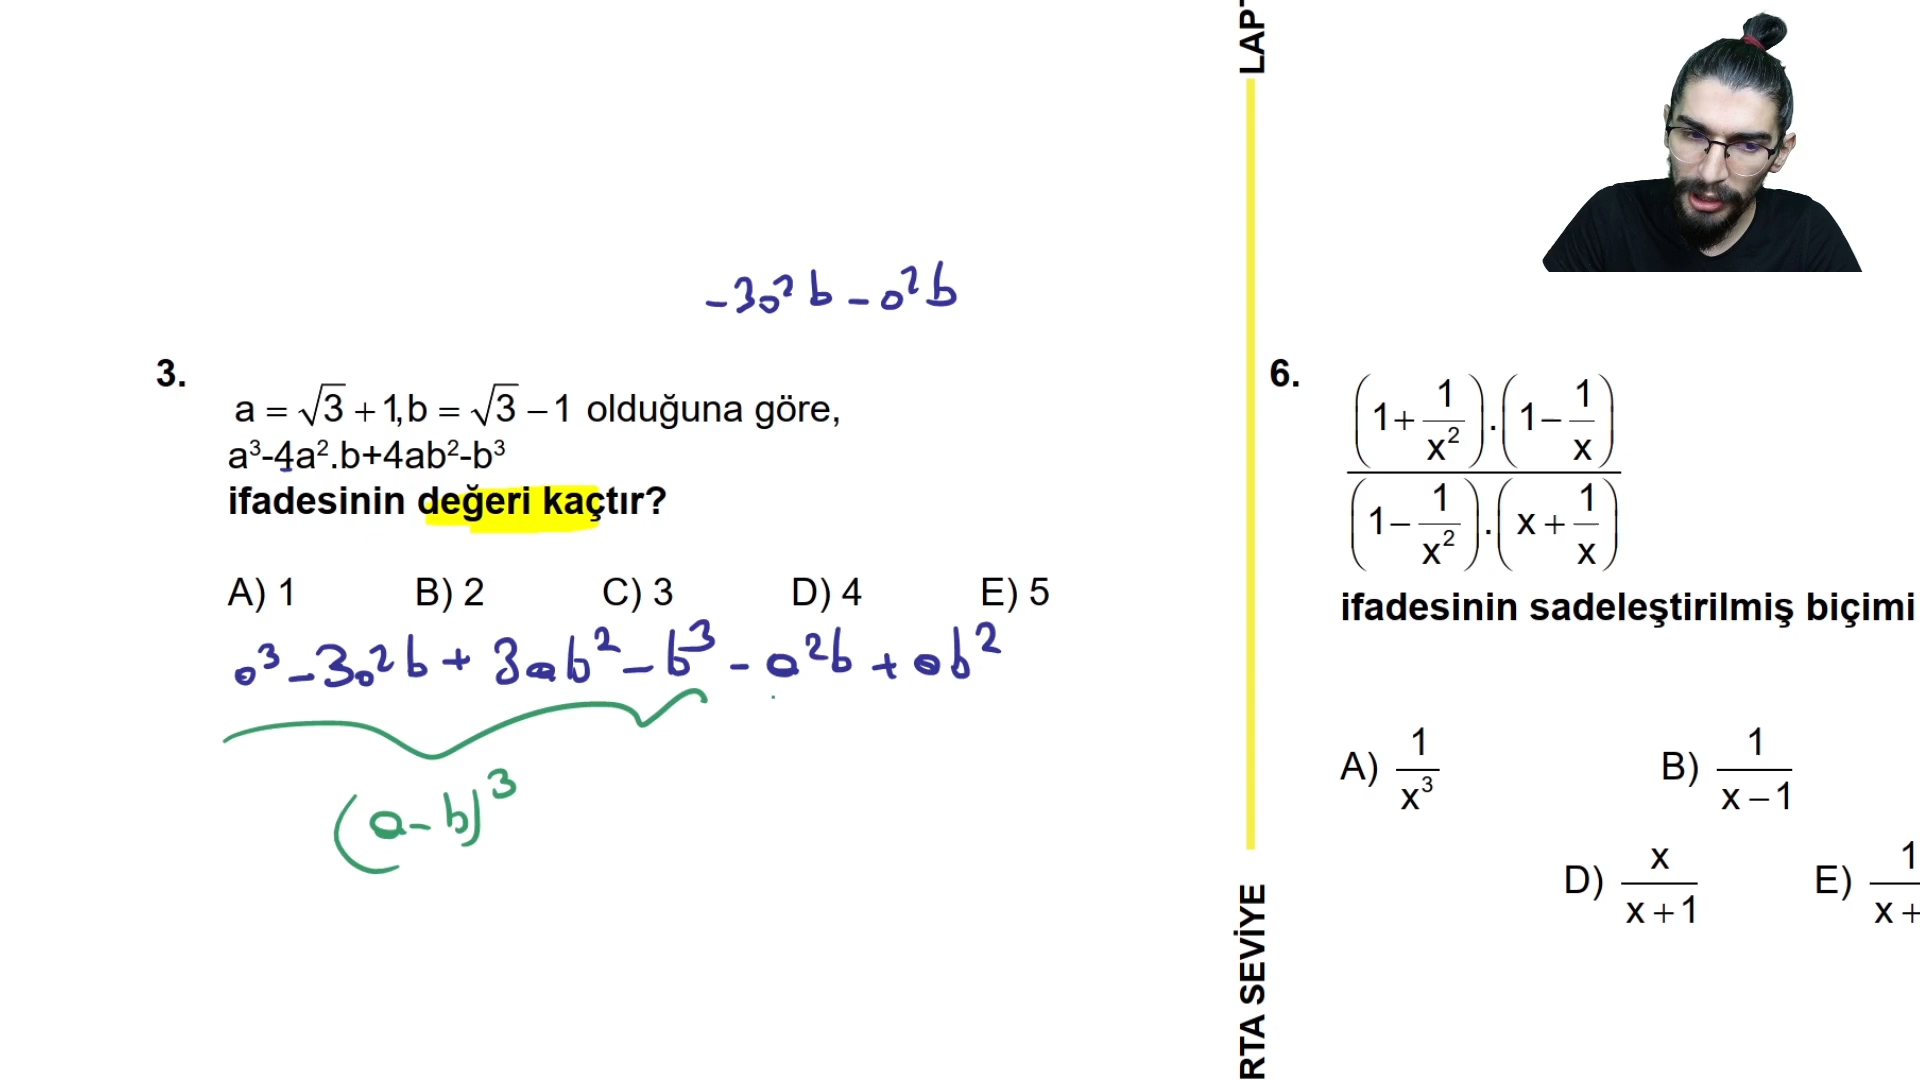 -3a²b - a²b
3.
a = √3 + 1, b = √3 - 1 olduğuna göre,
a³-4a².b+4ab²-b³
ifadesinin değeri kaçtır?
A) 1 B) 2 C) 3 D) 4 E) 5
a³ - 3a²b + 3ab² - b³ - a²b + ab²
(a - b)³
LAP
RTA SEVİYE
6.
(1 + 1/x²) . (1 - 1/x)
(1 - 1/x²) . (x + 1/x)
ifadesinin sadeleştirilmiş biçimi
A) 1/x³ B) 1/(x - 1)
D) x/(x + 1) E) 1/(x +